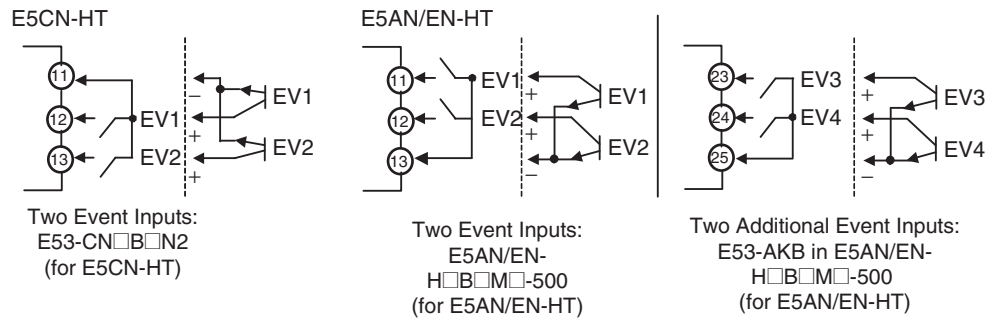 E5CN-HT
11
12
13
EV1
EV2
−
+
+
EV1
EV2
Two Event Inputs:
E53-CN□B□N2
(for E5CN-HT)
E5AN/EN-HT
11
12
13
EV1
EV2
+
+
−
EV1
EV2
Two Event Inputs:
E5AN/EN-
H□B□M□-500
(for E5AN/EN-HT)
23
24
25
EV3
EV4
+
+
−
EV3
EV4
Two Additional Event Inputs:
E53-AKB in E5AN/EN-
H□B□M□-500
(for E5AN/EN-HT)